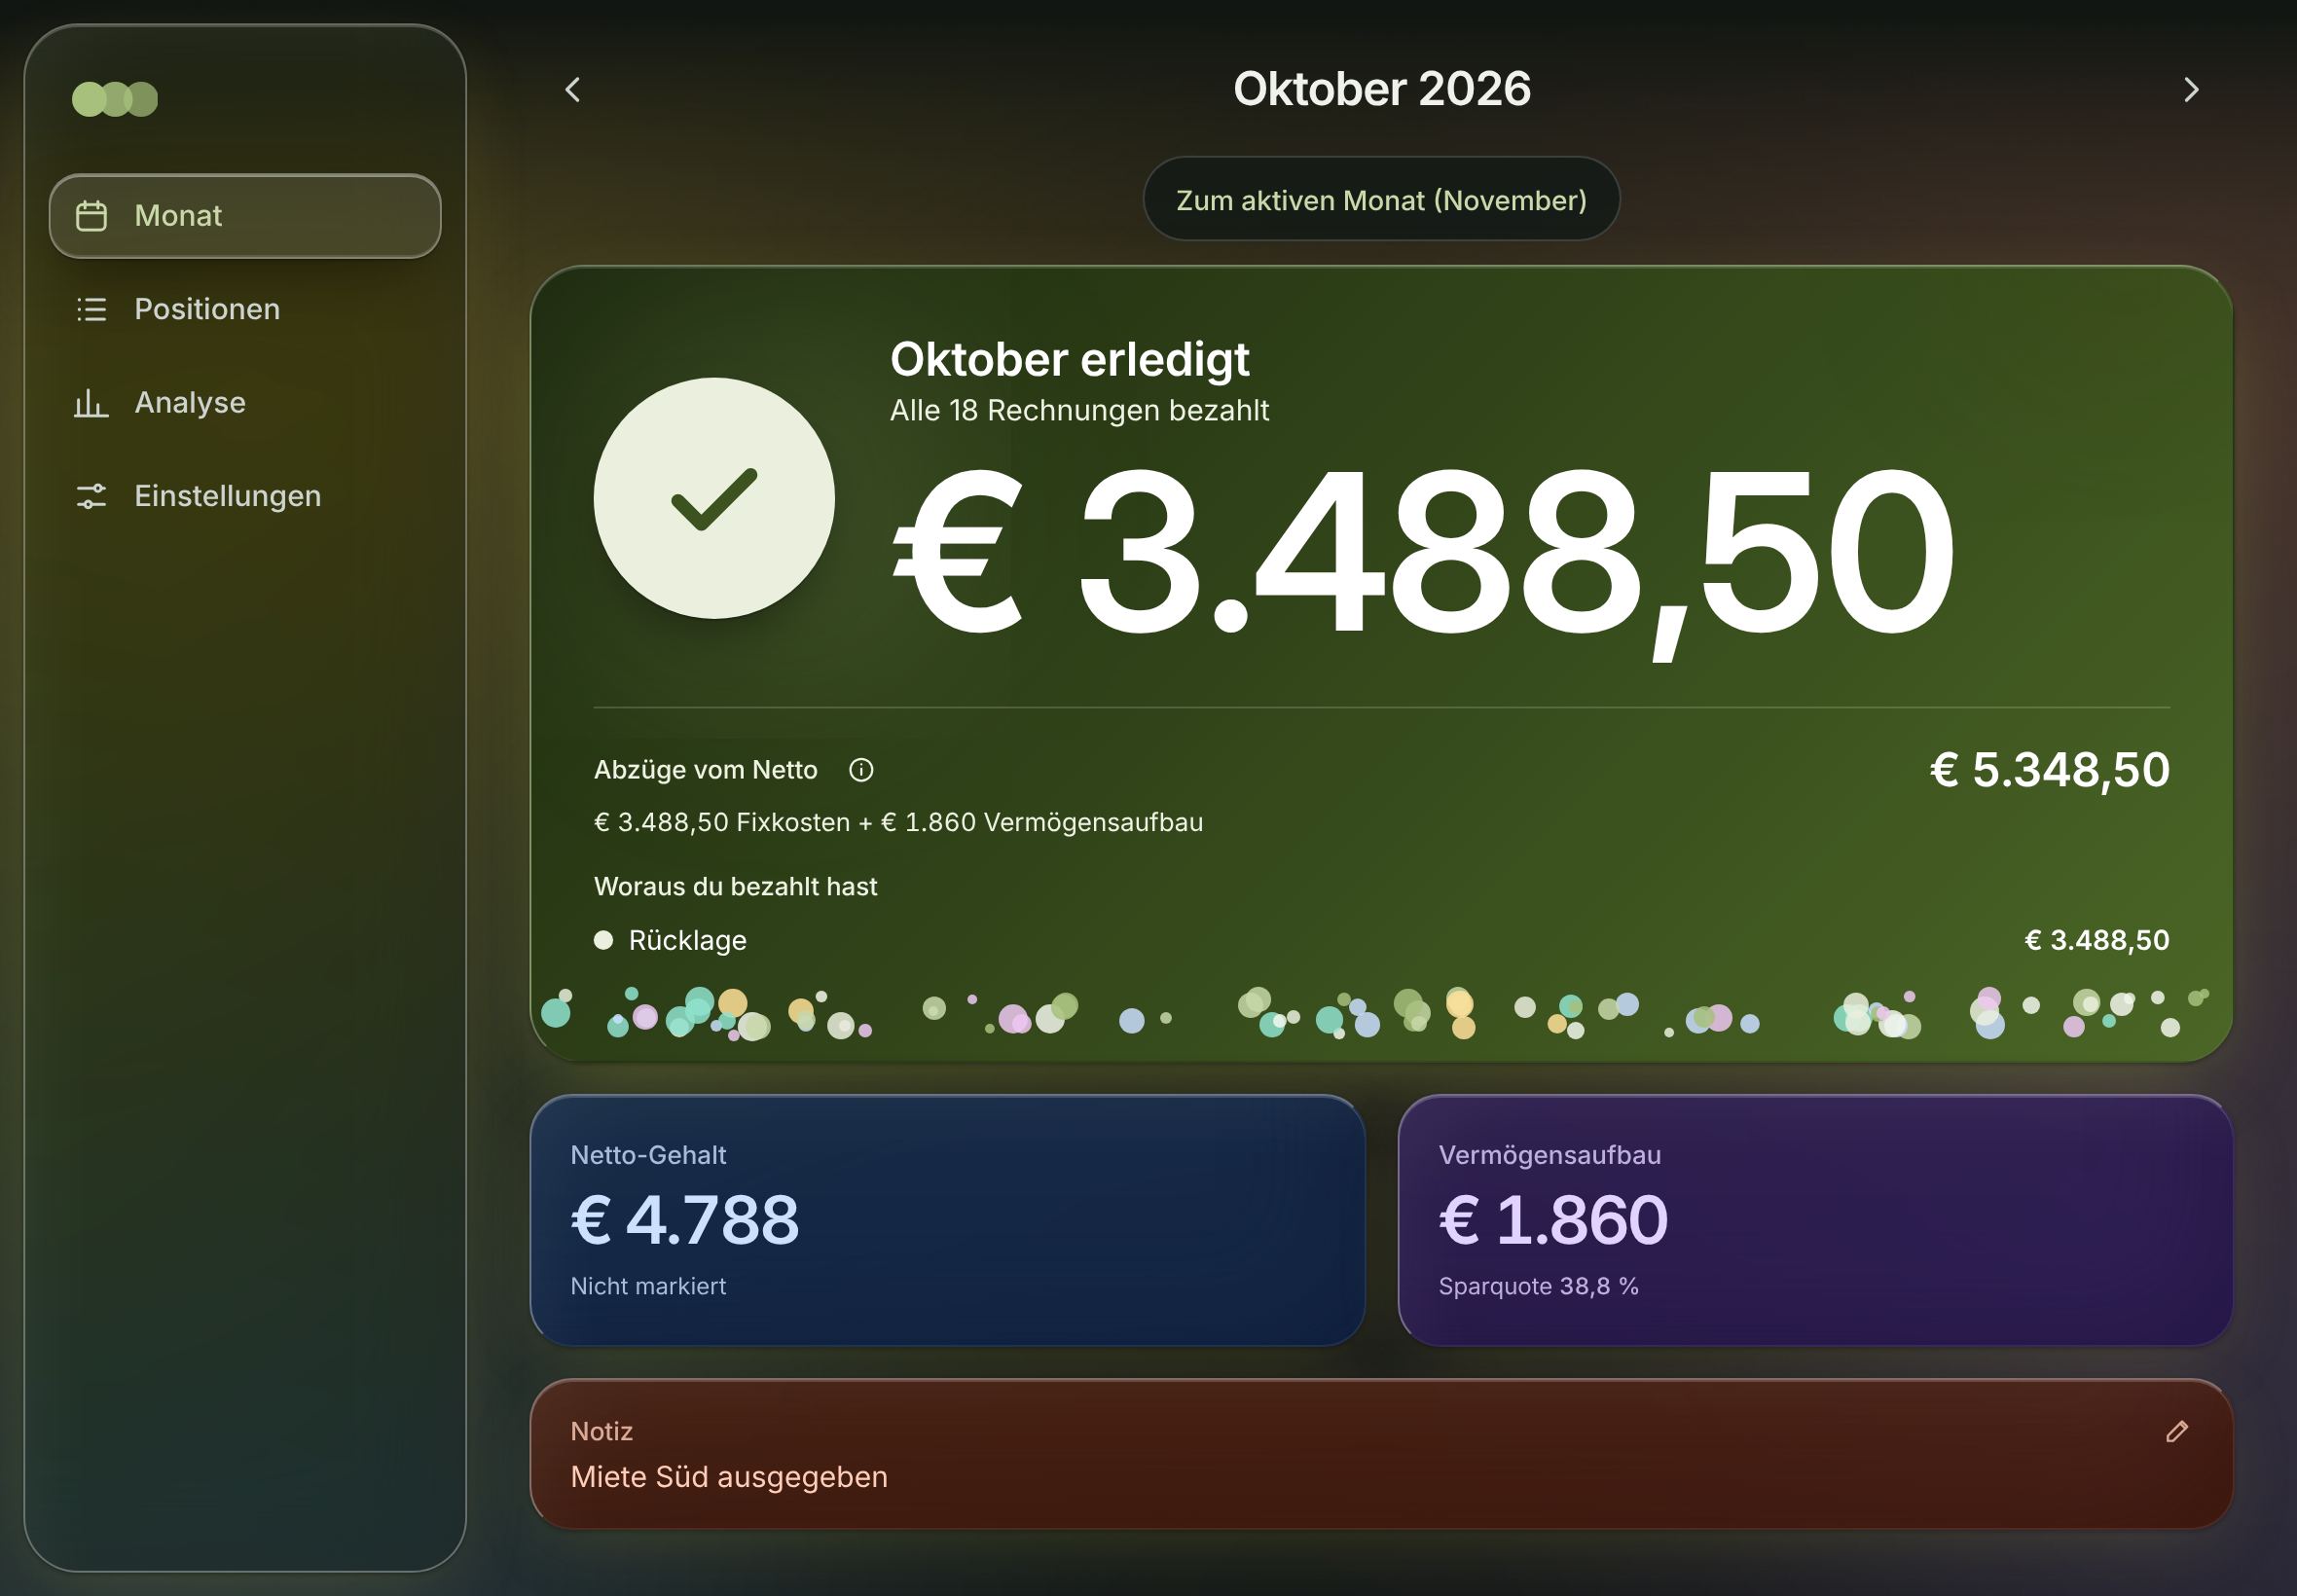 Oktober 2026
Zum aktiven Monat (November)
Monat
Positionen
Analyse
Einstellungen
Oktober erledigt
Alle 18 Rechnungen bezahlt
€ 3.488,50
Abzüge vom Netto
€ 5.348,50
€ 3.488,50 Fixkosten + € 1.860 Vermögensaufbau
Woraus du bezahlt hast
Rücklage
€ 3.488,50
Netto-Gehalt
€ 4.788
Nicht markiert
Vermögensaufbau
€ 1.860
Sparquote 38,8 %
Notiz
Miete Süd ausgegeben